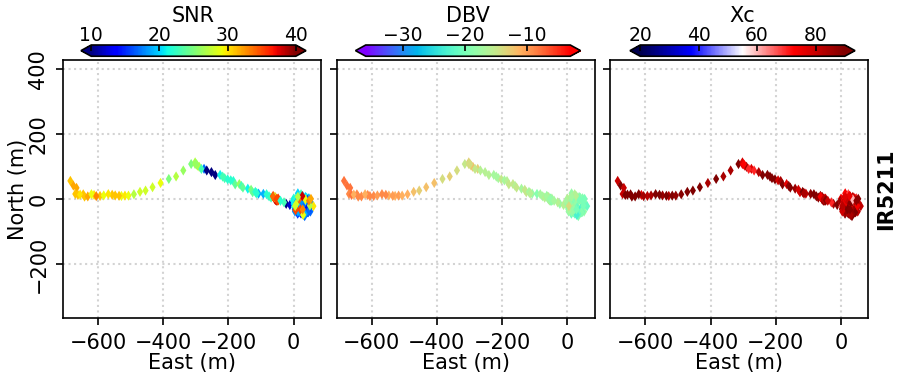 SNR DBV Xc
10 20 30 40 −30 −20 −10 20 40 60 80
400
200
0
−200
North (m)
IR5211
−600 −400 −200 0 −600 −400 −200 0 −600 −400 −200 0
East (m) East (m) East (m)